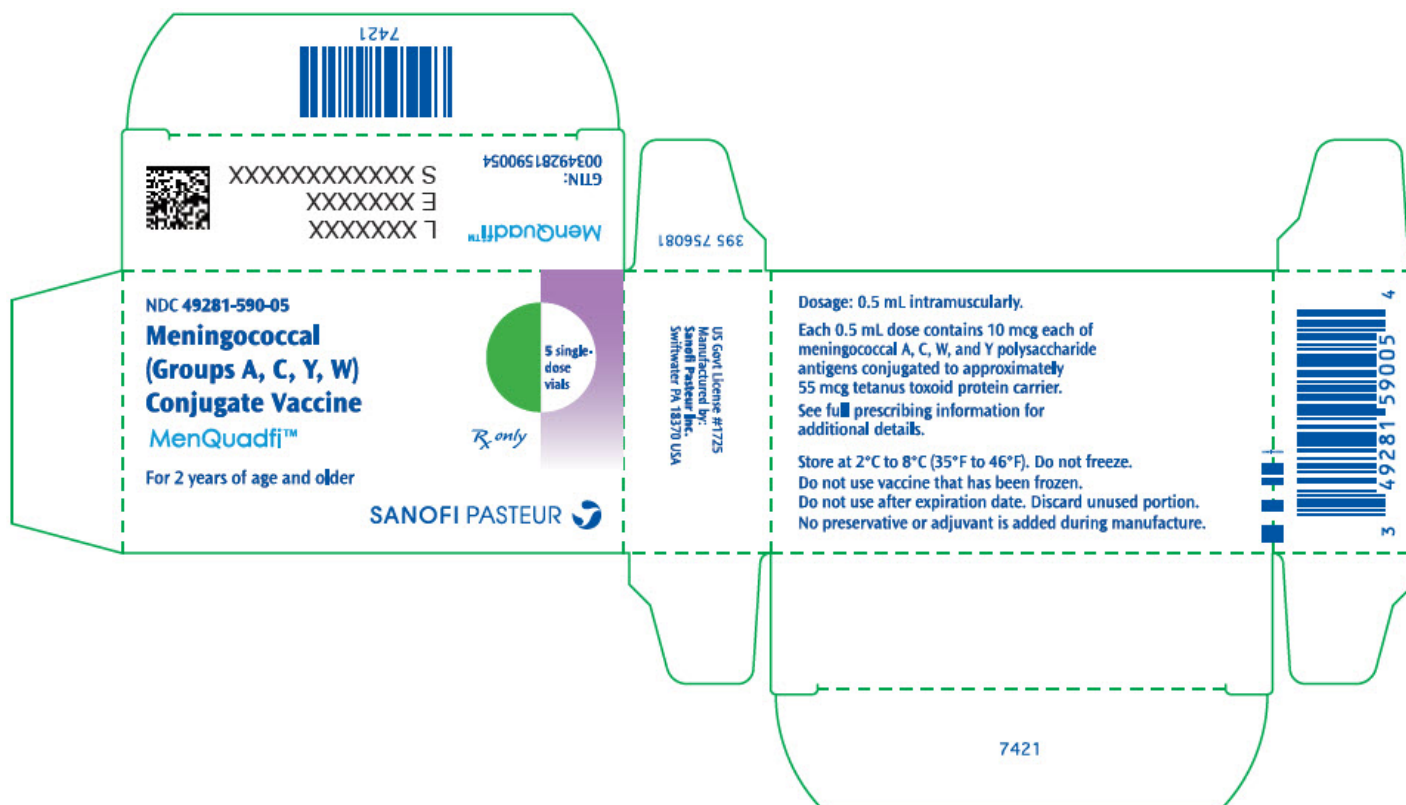 7421
GTIN:
00349281590054
MenQuadfi™
S XXXXXXXXXXXX
E XXXXXXX
L XXXXXXX
395 756081
NDC 49281-590-05
Meningococcal
(Groups A, C, Y, W)
Conjugate Vaccine
MenQuadfi™
For 2 years of age and older
5 single-
dose
vials
Rx only
SANOFI PASTEUR
US Govt License #1725
Manufactured by:
Sanofi Pasteur Inc.
Swiftwater PA 18370 USA
Dosage: 0.5 mL intramuscularly.
Each 0.5 mL dose contains 10 mcg each of
meningococcal A, C, W, and Y polysaccharide
antigens conjugated to approximately
55 mcg tetanus toxoid protein carrier.
See full prescribing information for
additional details.
Store at 2°C to 8°C (35°F to 46°F). Do not freeze.
Do not use vaccine that has been frozen.
Do not use after expiration date. Discard unused portion.
No preservative or adjuvant is added during manufacture.
3 49281 59005 4
7421